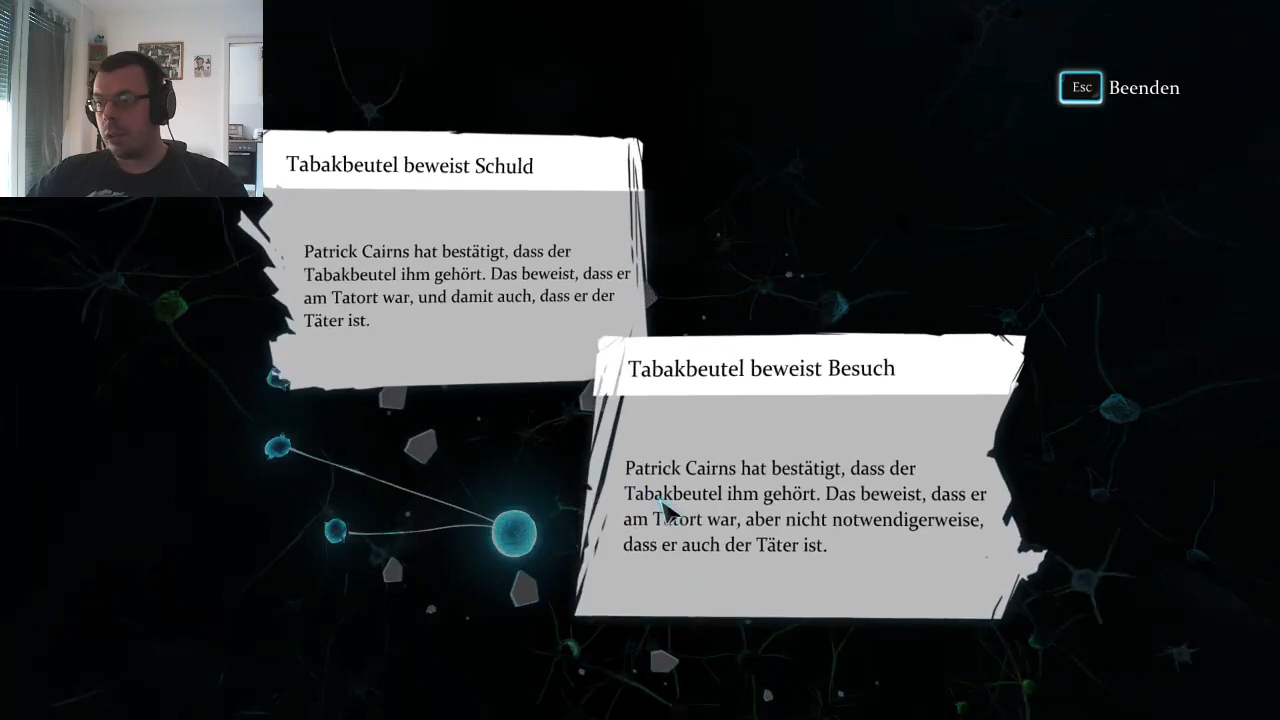 Esc Beenden
Tabakbeutel beweist Schuld
Patrick Cairns hat bestätigt, dass der
Tabakbeutel ihm gehört. Das beweist, dass er
am Tatort war, und damit auch, dass er der
Täter ist.
Tabakbeutel beweist Besuch
Patrick Cairns hat bestätigt, dass der
Tabakbeutel ihm gehört. Das beweist, dass er
am Tatort war, aber nicht notwendigerweise,
dass er auch der Täter ist.